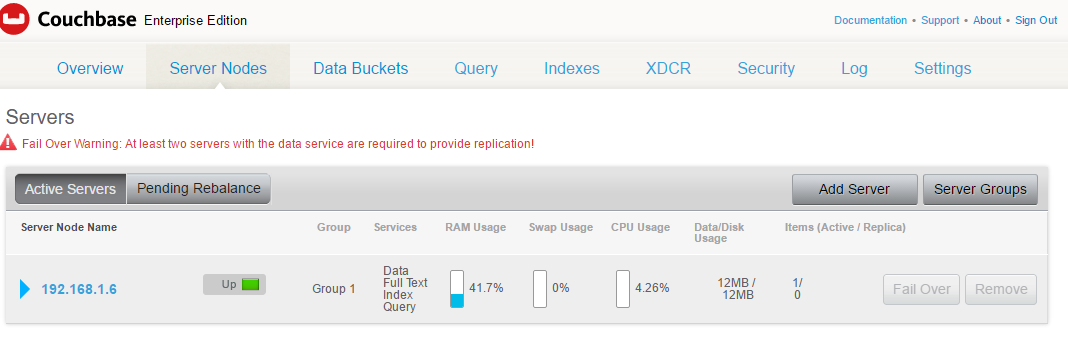 Couchbase Enterprise Edition
Documentation • Support • About • Sign Out
Overview Server Nodes Data Buckets Query Indexes XDCR Security Log Settings
Servers
Fail Over Warning: At least two servers with the data service are required to provide replication!
Active Servers Pending Rebalance Add Server Server Groups
Server Node Name Group Services RAM Usage Swap Usage CPU Usage Data/Disk Usage Items (Active / Replica)
192.168.1.6 Up Group 1 Data Full Text Index Query 41.7% 0% 4.26% 12MB / 12MB 1/ 0 Fail Over Remove